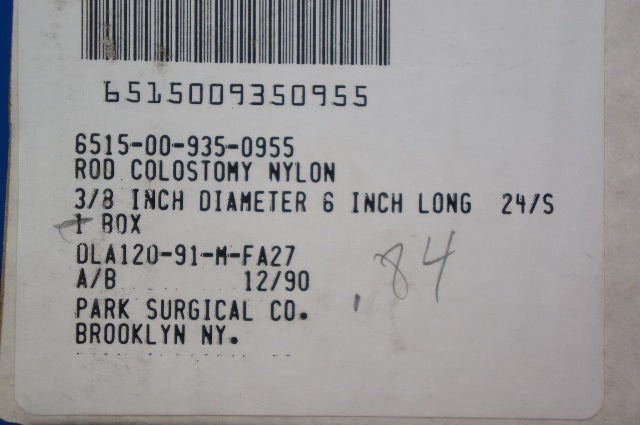 6515009350955
6515-00-935-0955
ROD COLOSTOMY NYLON
3/8 INCH DIAMETER 6 INCH LONG 24/S
1 BOX
DLA120-91-M-FA27
A/B 12/90
.84
PARK SURGICAL CO.
BROOKLYN NY.